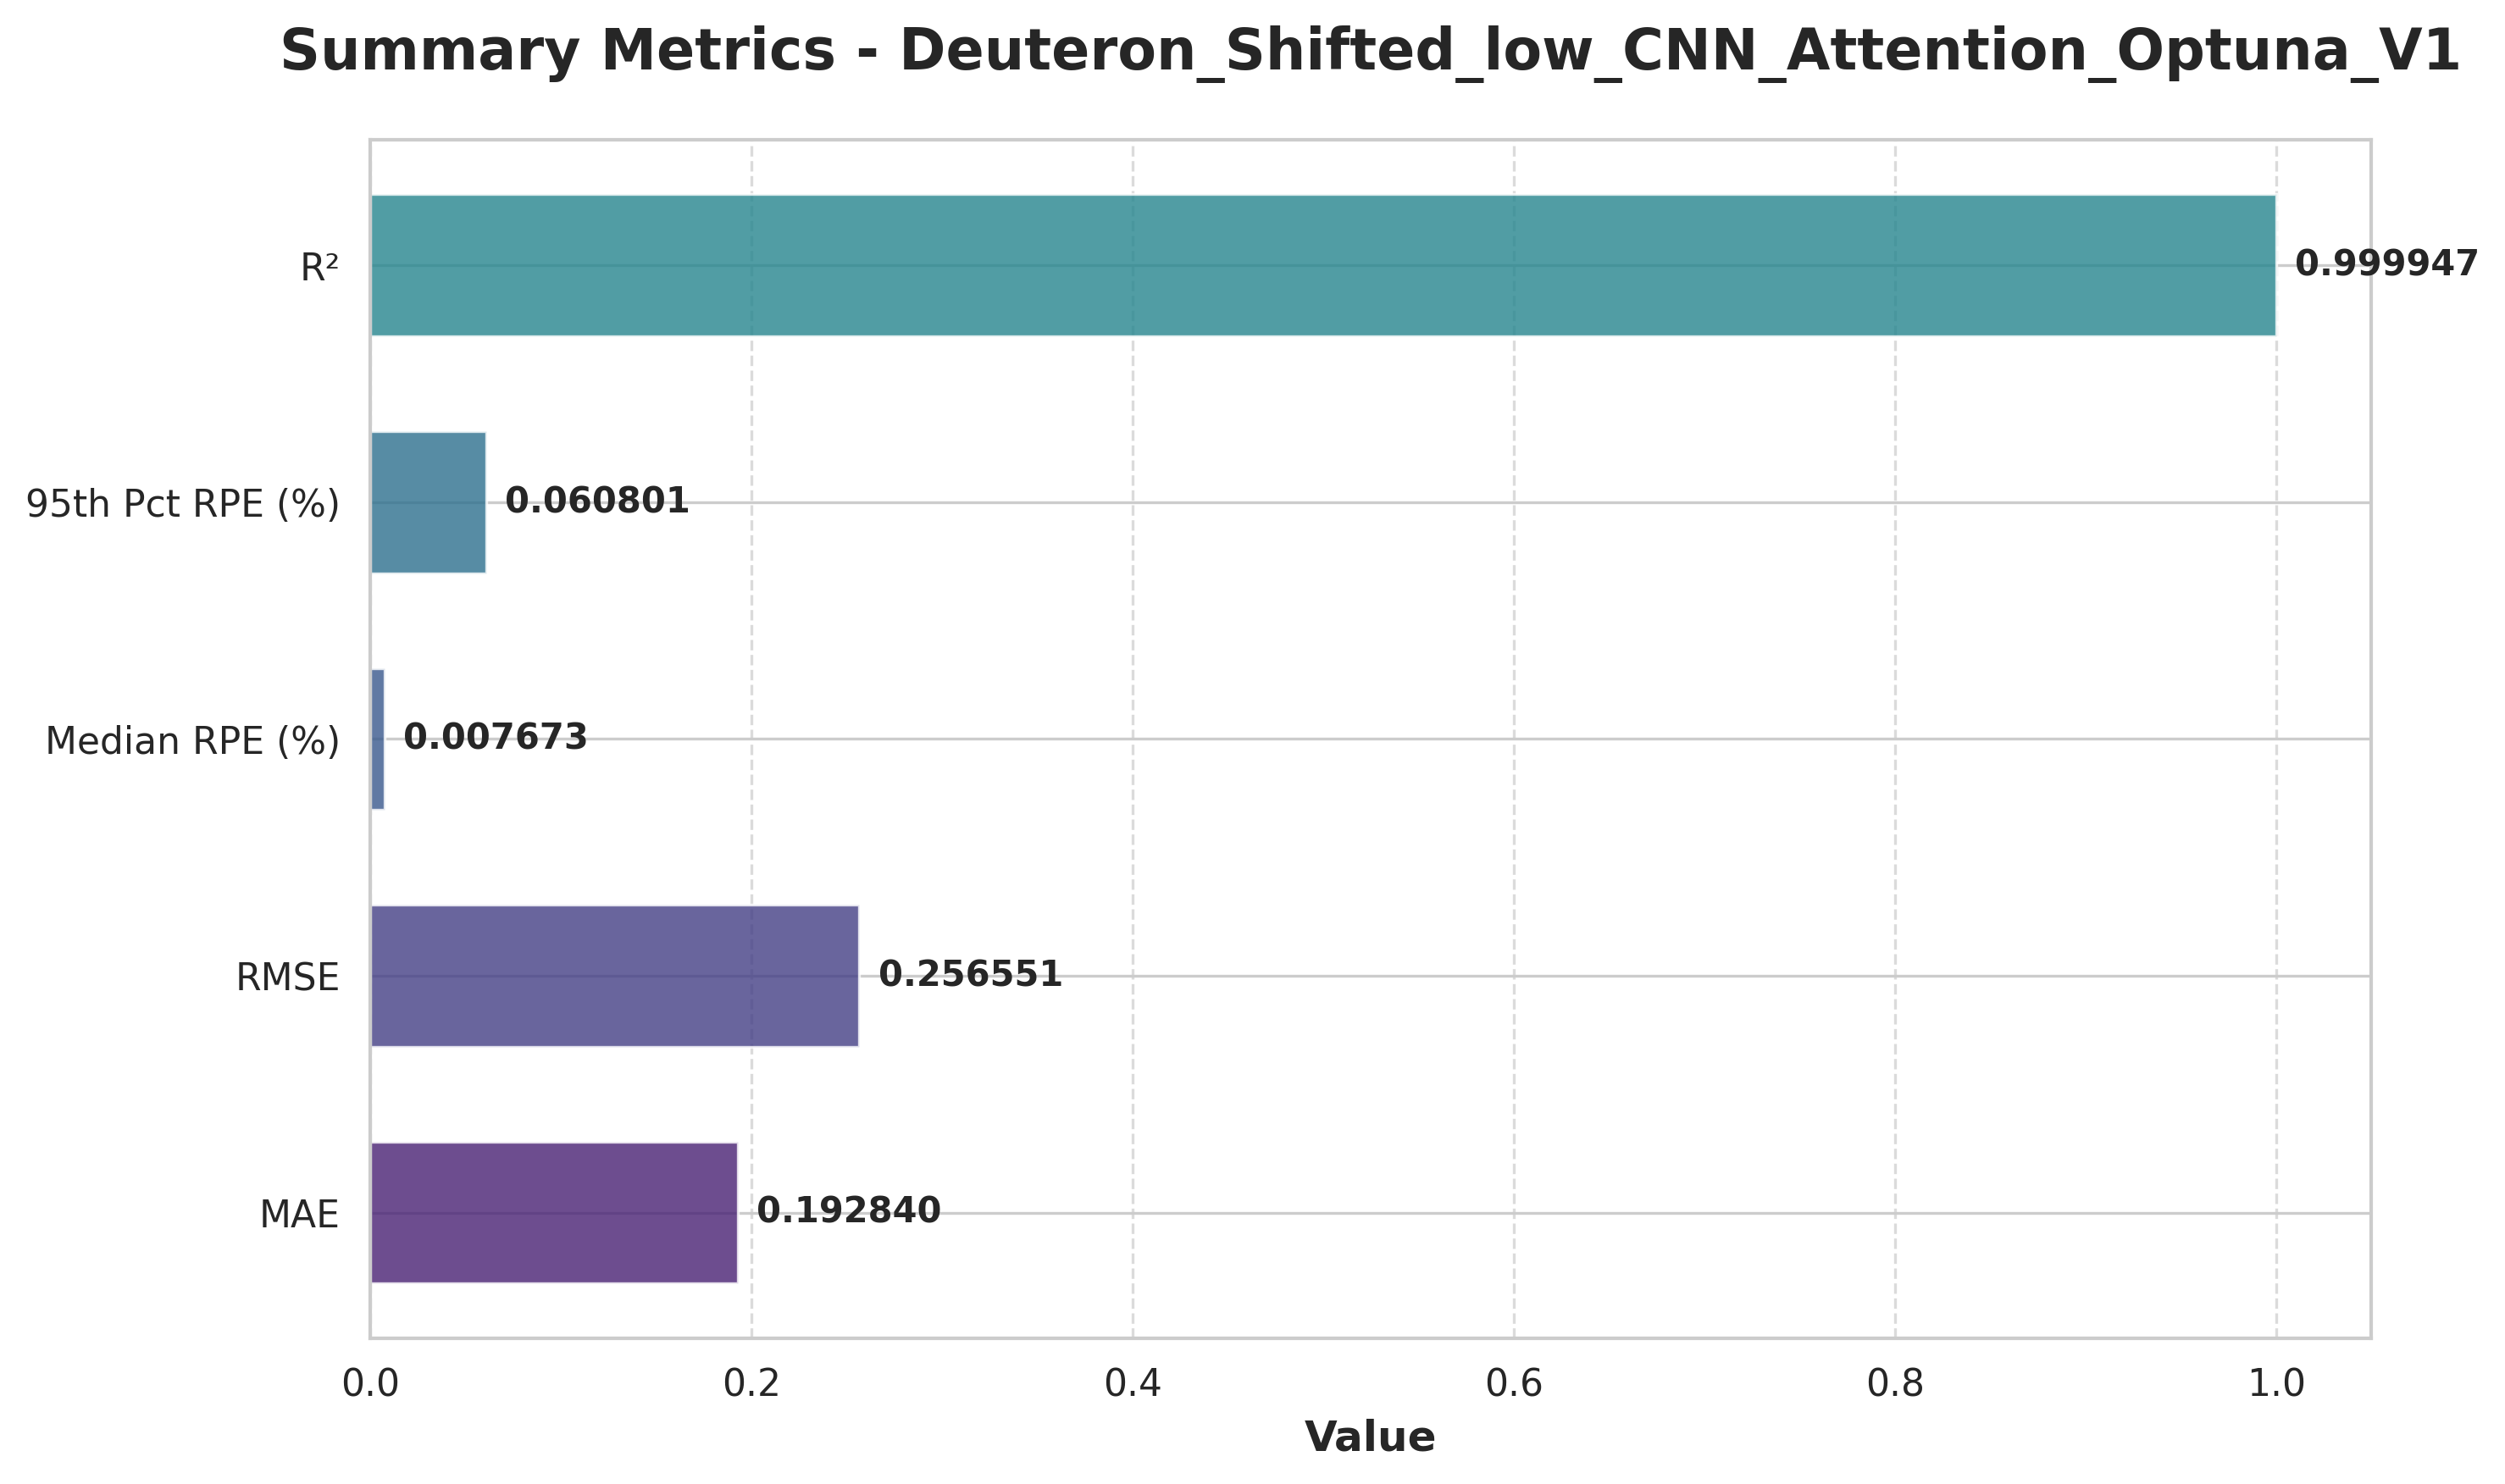 Summary Metrics - Deuteron_Shifted_low_CNN_Attention_Optuna_V1
R² 0.999947
95th Pct RPE (%) 0.060801
Median RPE (%) 0.007673
RMSE 0.256551
MAE 0.192840
0.0 0.2 0.4 0.6 0.8 1.0
Value